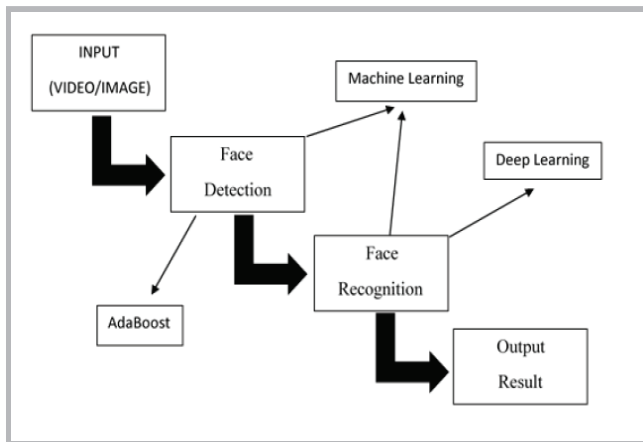 INPUT
(VIDEO/IMAGE)
Machine Learning
Face
Detection
Deep Learning
Face
Recognition
AdaBoost
Output
Result